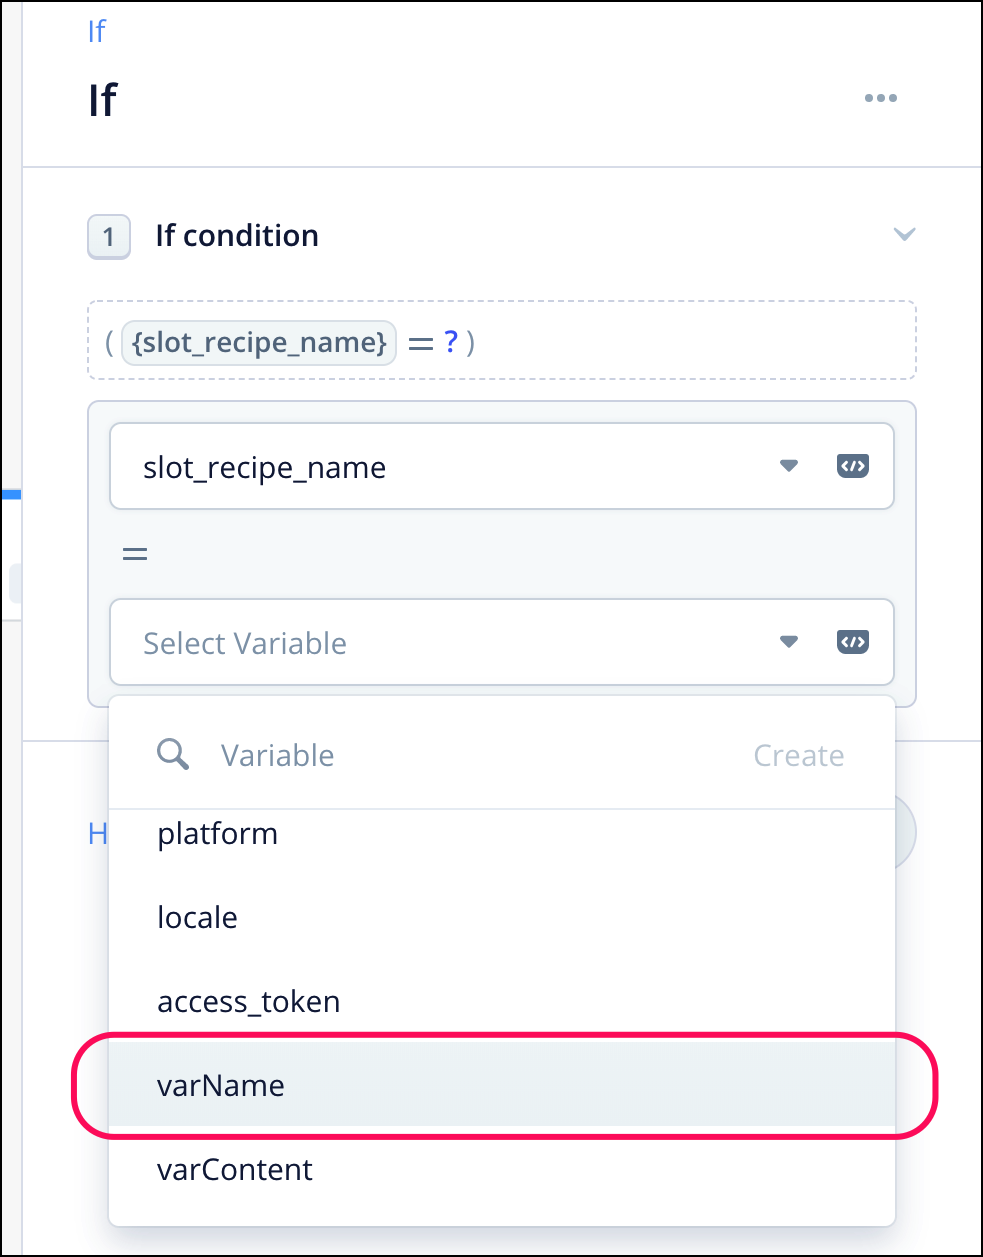 If
If
1 If condition
( {slot_recipe_name} = ? )
slot_recipe_name </>
=
Select Variable </>
Variable Create
H
platform
locale
access_token
varName
varContent